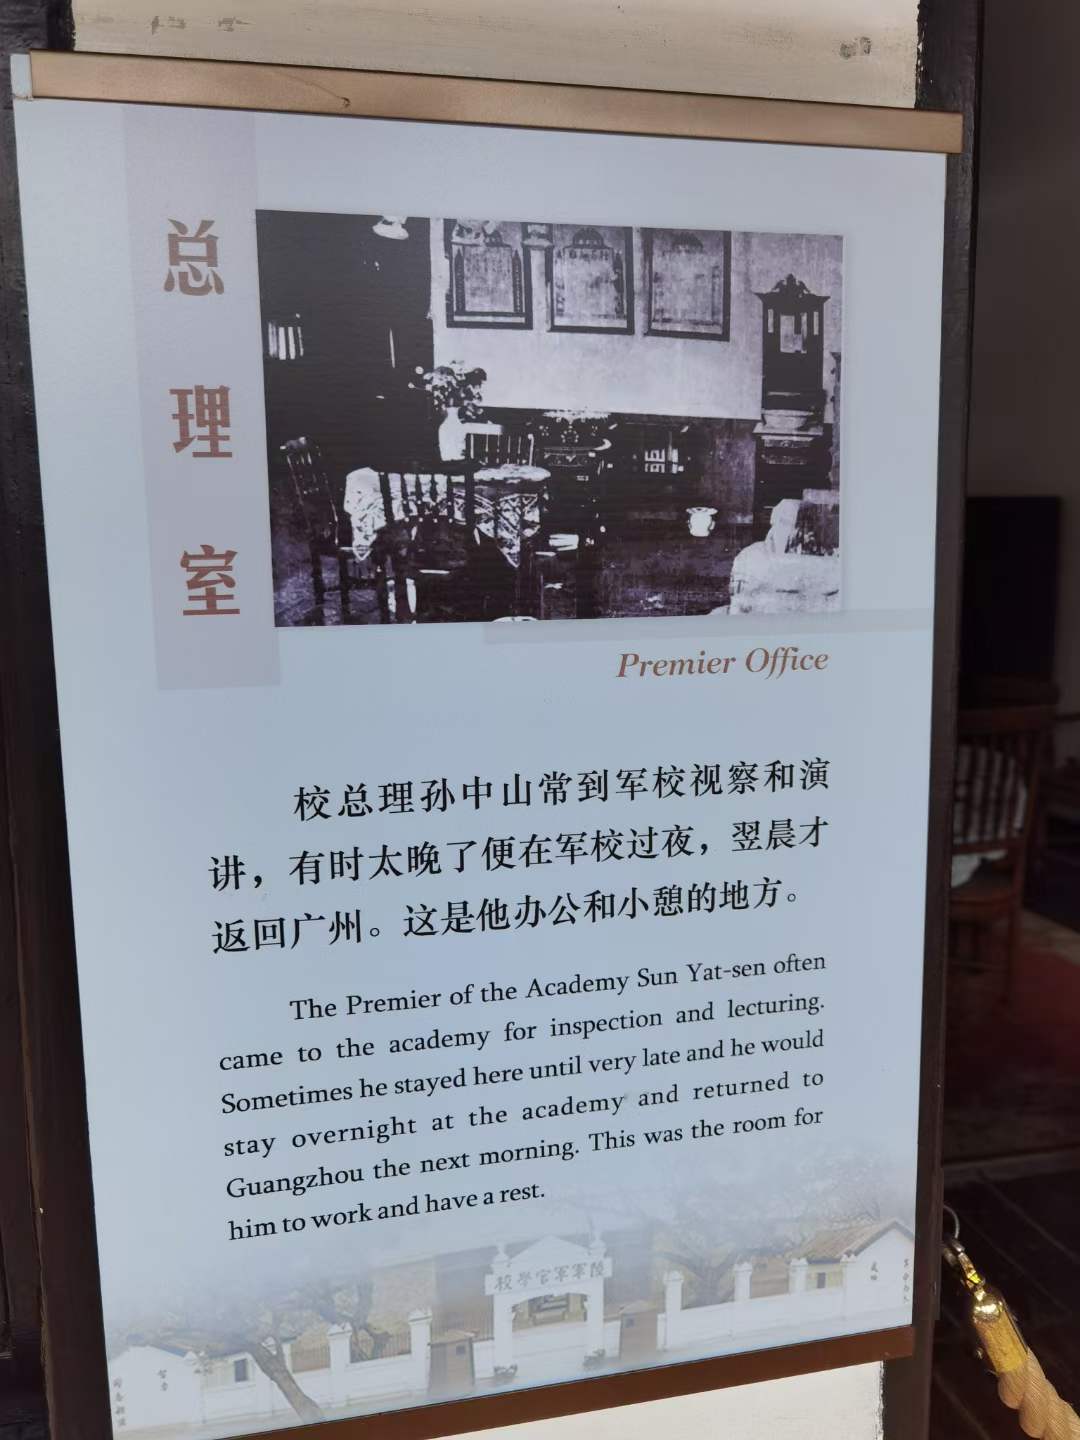 总理室
Premier Office
校总理孙中山常到军校视察和演
讲，有时太晚了便在军校过夜，翌晨才
返回广州。这是他办公和小憩的地方。
The Premier of the Academy Sun Yat-sen often
came to the academy for inspection and lecturing.
Sometimes he stayed here until very late and he would
stay overnight at the academy and returned to
Guangzhou the next morning. This was the room for
him to work and have a rest.
校學官軍軍陸